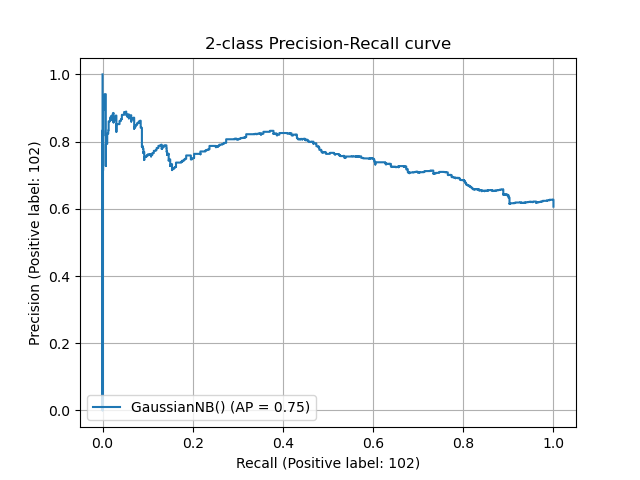 2-class Precision-Recall curve
Precision (Positive label: 102)
1.0
0.8
0.6
0.4
0.2
0.0
GaussianNB() (AP = 0.75)
0.0 0.2 0.4 0.6 0.8 1.0
Recall (Positive label: 102)